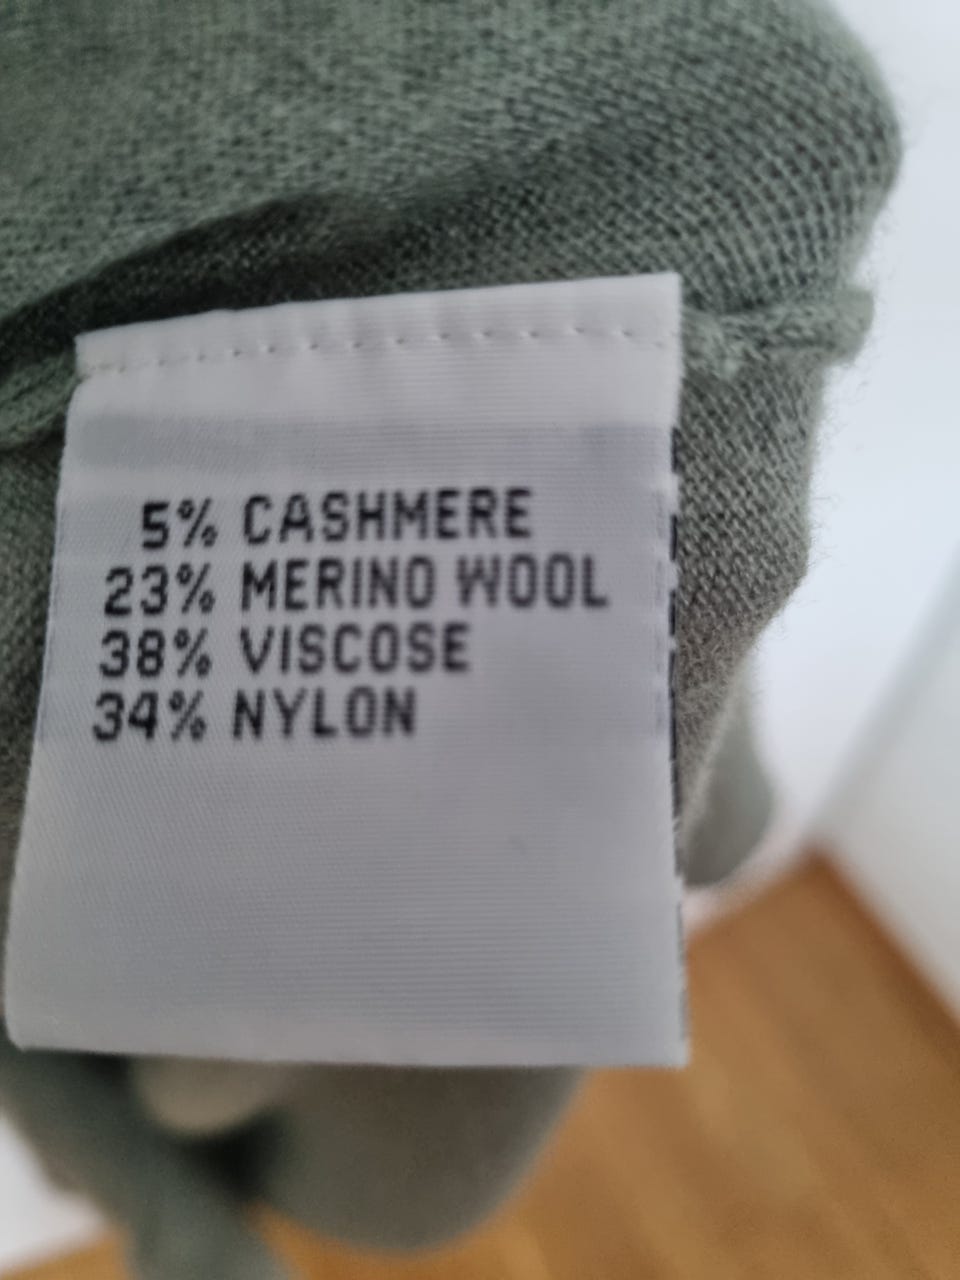 5% CASHMERE
23% MERINO WOOL
38% VISCOSE
34% NYLON